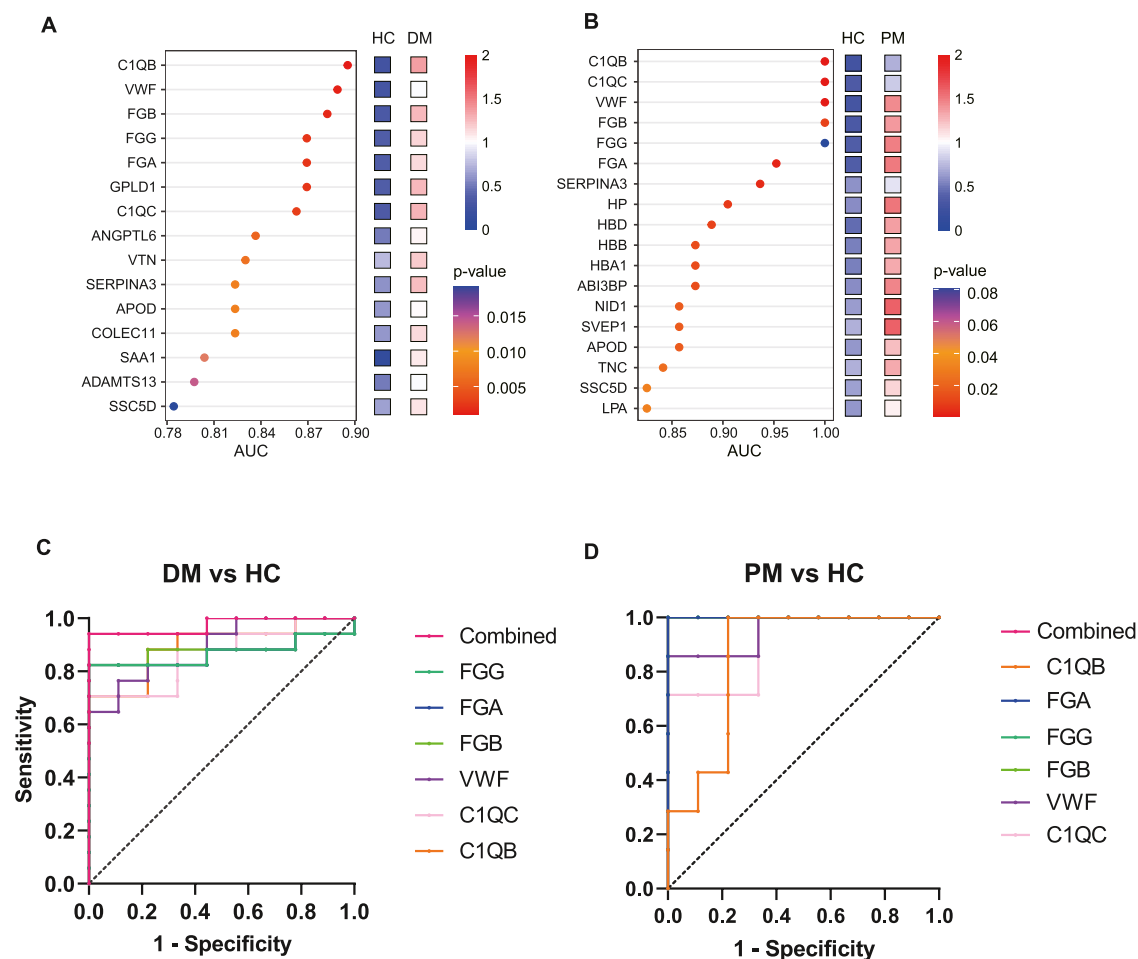 A
HC DM
C1QB
VWF
FGB
FGG
FGA
GPLD1
C1QC
ANGPTL6
VTN
SERPINA3
APOD
COLEC11
SAA1
ADAMTS13
SSC5D
0.78 0.81 0.84 0.87 0.90
AUC
2
1.5
1
0.5
0
p-value
0.015
0.010
0.005
B
HC PM
C1QB
C1QC
VWF
FGB
FGG
FGA
SERPINA3
HP
HBD
HBB
HBA1
ABI3BP
NID1
SVEP1
APOD
TNC
SSC5D
LPA
0.85 0.90 0.95 1.00
AUC
2
1.5
1
0.5
0
p-value
0.08
0.06
0.04
0.02
C
DM vs HC
Sensitivity
1.0
0.8
0.6
0.4
0.2
0.0
0.0 0.2 0.4 0.6 0.8 1.0
1 - Specificity
Combined
FGG
FGA
FGB
VWF
C1QC
C1QB
D
PM vs HC
1.0
0.8
0.6
0.4
0.2
0.0
0.0 0.2 0.4 0.6 0.8 1.0
1 - Specificity
Combined
C1QB
FGA
FGG
FGB
VWF
C1QC